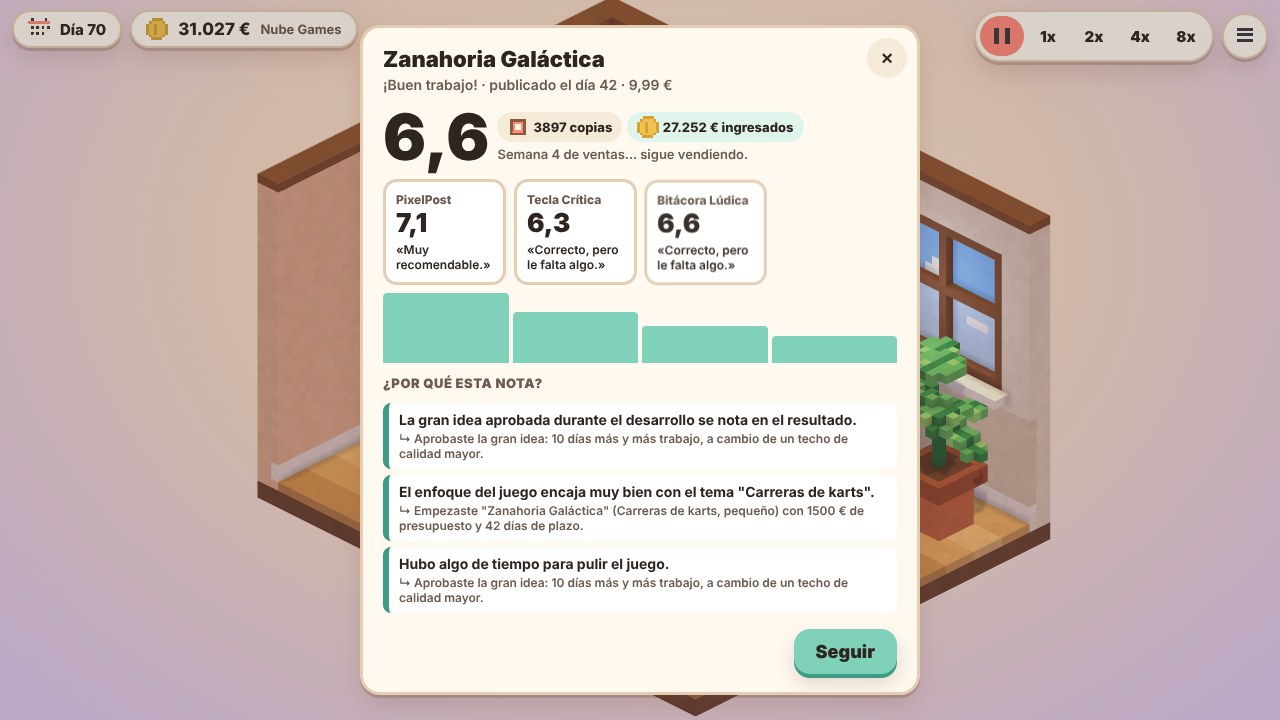 Día 70
31.027 € Nube Games
1x 2x 4x 8x
Zanahoria Galáctica
¡Buen trabajo! · publicado el día 42 · 9,99 €
6,6
3897 copias
27.252 € ingresados
Semana 4 de ventas... sigue vendiendo.
PixelPost
7,1
«Muy
recomendable.»
Tecla Crítica
6,3
«Correcto, pero
le falta algo.»
Bitácora Lúdica
6,6
«Correcto, pero
le falta algo.»
¿POR QUÉ ESTA NOTA?
La gran idea aprobada durante el desarrollo se nota en el resultado.
↳ Aprobaste la gran idea: 10 días más y más trabajo, a cambio de un techo de
calidad mayor.
El enfoque del juego encaja muy bien con el tema "Carreras de karts".
↳ Empezaste "Zanahoria Galáctica" (Carreras de karts, pequeño) con 1500 € de
presupuesto y 42 días de plazo.
Hubo algo de tiempo para pulir el juego.
↳ Aprobaste la gran idea: 10 días más y más trabajo, a cambio de un techo de
calidad mayor.
Seguir